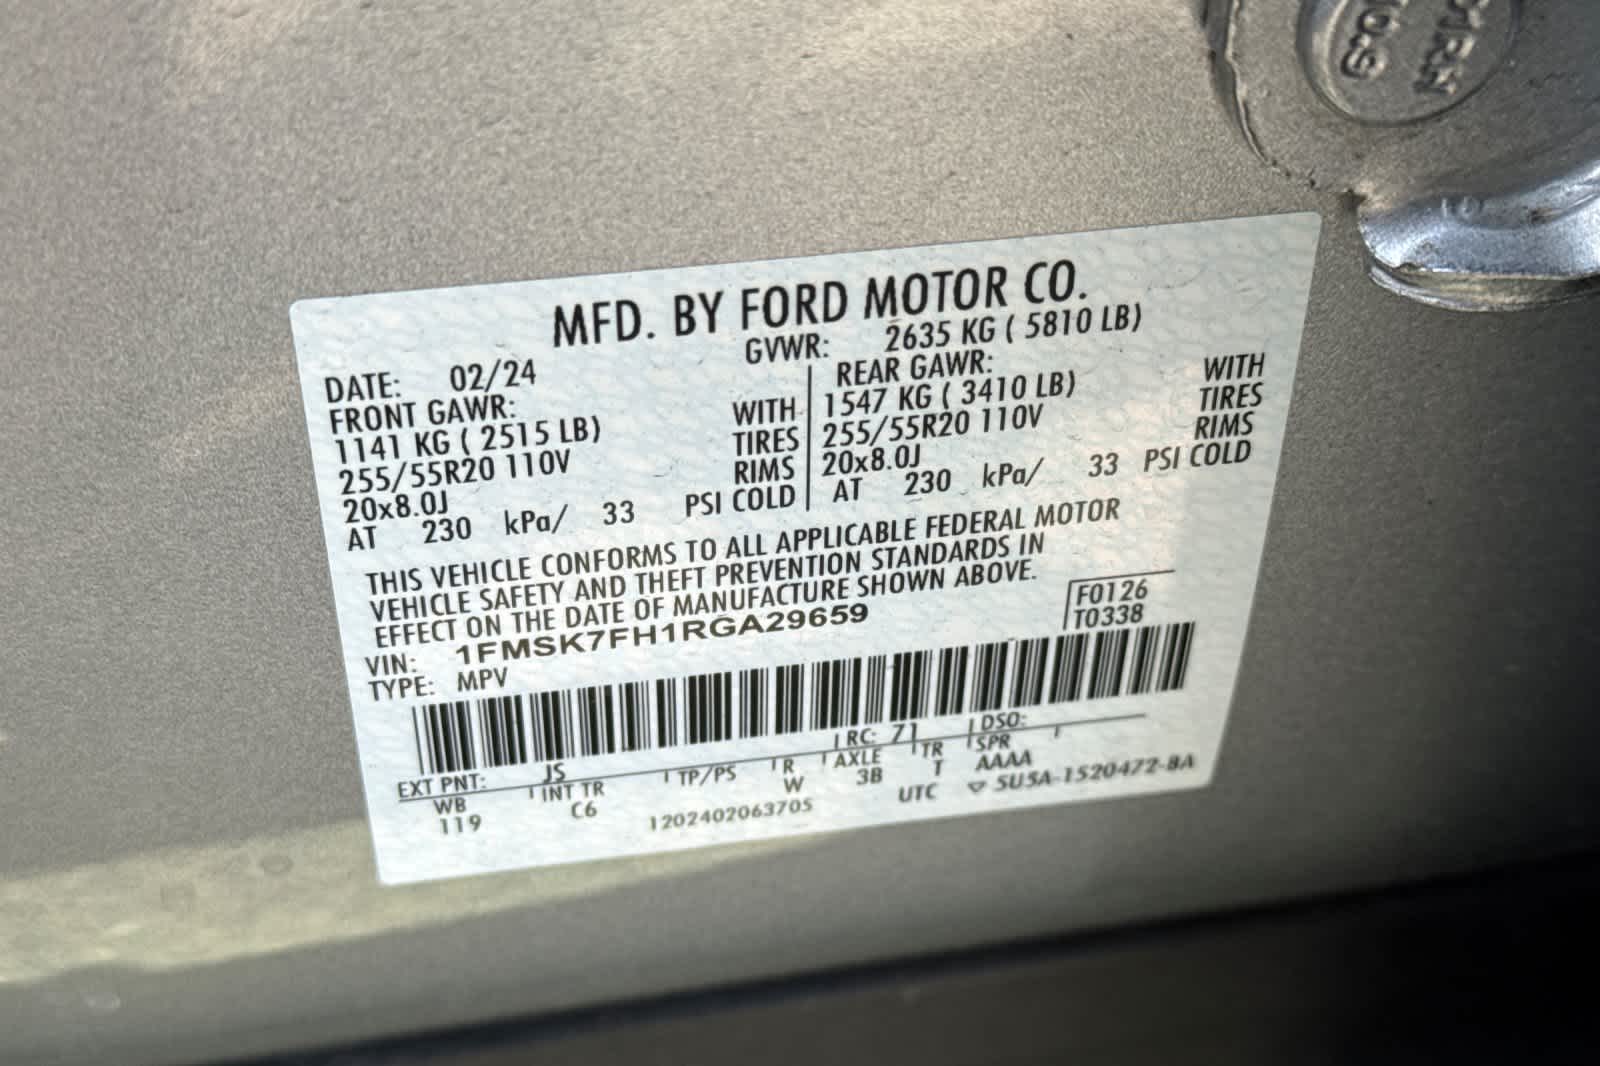 MFD. BY FORD MOTOR CO.
DATE: 02/24 GVWR: 2635 KG ( 5810 LB)
FRONT GAWR: REAR GAWR:
1141 KG ( 2515 LB) WITH 1547 KG ( 3410 LB) WITH
255/55R20 110V TIRES 255/55R20 110V TIRES
20x8.0J RIMS 20x8.0J RIMS
AT 230 kPa/ 33 PSI COLD AT 230 kPa/ 33 PSI COLD
THIS VEHICLE CONFORMS TO ALL APPLICABLE FEDERAL MOTOR
VEHICLE SAFETY AND THEFT PREVENTION STANDARDS IN
EFFECT ON THE DATE OF MANUFACTURE SHOWN ABOVE.
F0126
VIN: 1FMSK7FH1RGA29659 T0338
TYPE: MPV
EXT PNT: JS RC: 71 DSO:
WB INT TR TP/PS R AXLE TR SPR
119 C6 W 3B T AAAA
12024020637​05 UTC ▽ 5U5A-1520472-BA